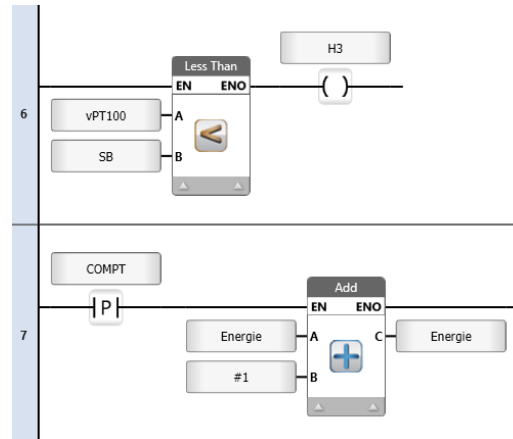 H3
Less Than
EN ENO
( )
6
vPT100
A
<
SB
B
COMPT
P
Add
EN ENO
7
Energie
A
C
Energie
+
#1
B